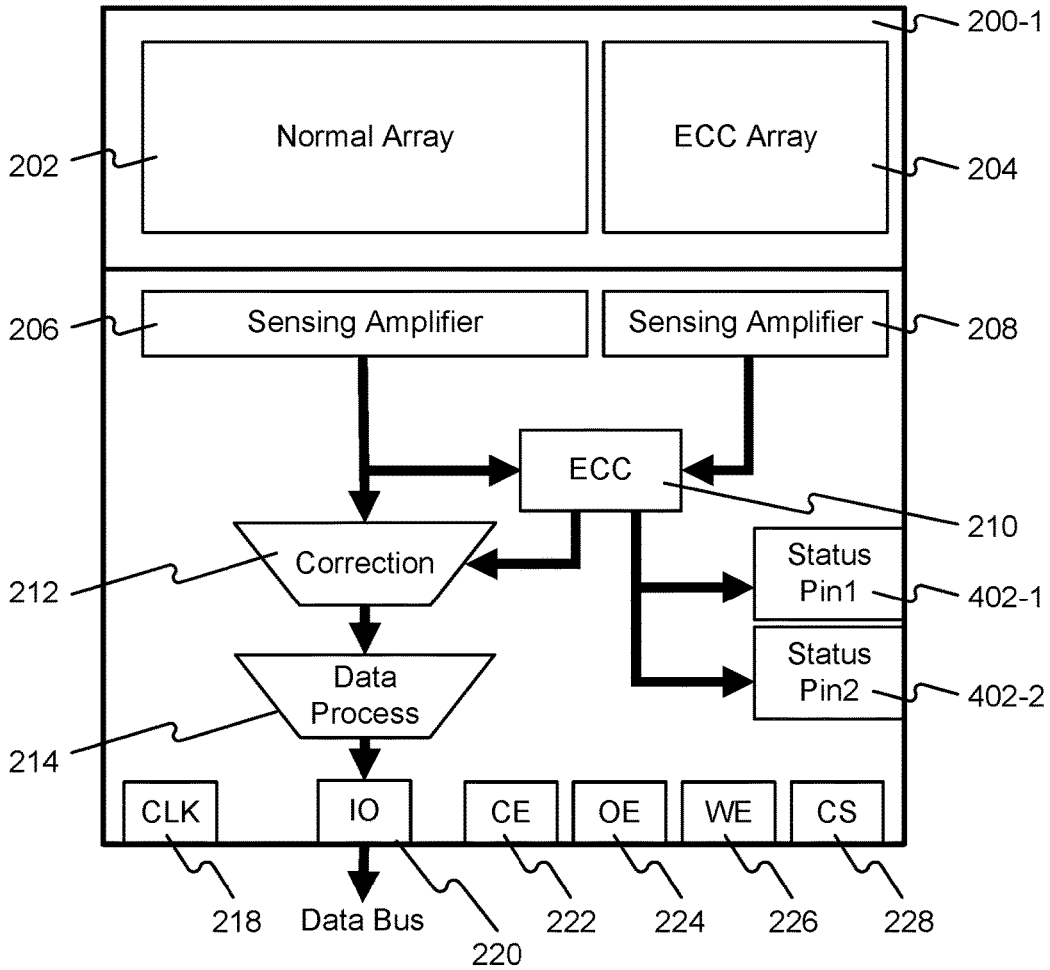 200-1
Normal Array
ECC Array
202
204
Sensing Amplifier
Sensing Amplifier
206
208
ECC
210
Correction
212
Status
Pin1
402-1
Status
Pin2
402-2
Data
Process
214
CLK
IO
CE
OE
WE
CS
218
Data Bus
220
222
224
226
228